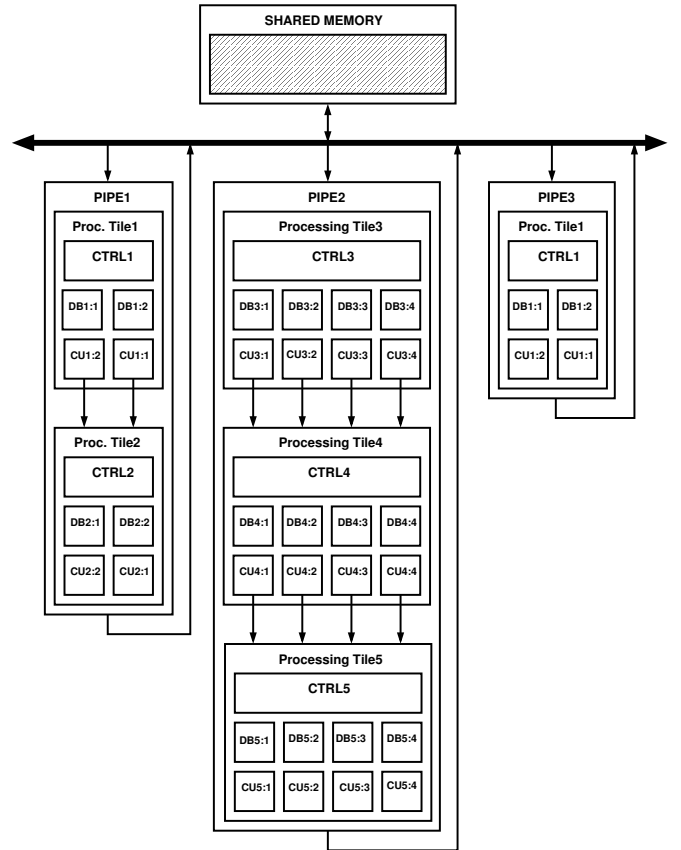 SHARED MEMORY
PIPE1
Proc. Tile1
CTRL1
DB1:1 DB1:2
CU1:2 CU1:1
Proc. Tile2
CTRL2
DB2:1 DB2:2
CU2:2 CU2:1
PIPE2
Processing Tile3
CTRL3
DB3:1 DB3:2 DB3:3 DB3:4
CU3:1 CU3:2 CU3:3 CU3:4
Processing Tile4
CTRL4
DB4:1 DB4:2 DB4:3 DB4:4
CU4:1 CU4:2 CU4:3 CU4:4
Processing Tile5
CTRL5
DB5:1 DB5:2 DB5:3 DB5:4
CU5:1 CU5:2 CU5:3 CU5:4
PIPE3
Proc. Tile1
CTRL1
DB1:1 DB1:2
CU1:2 CU1:1